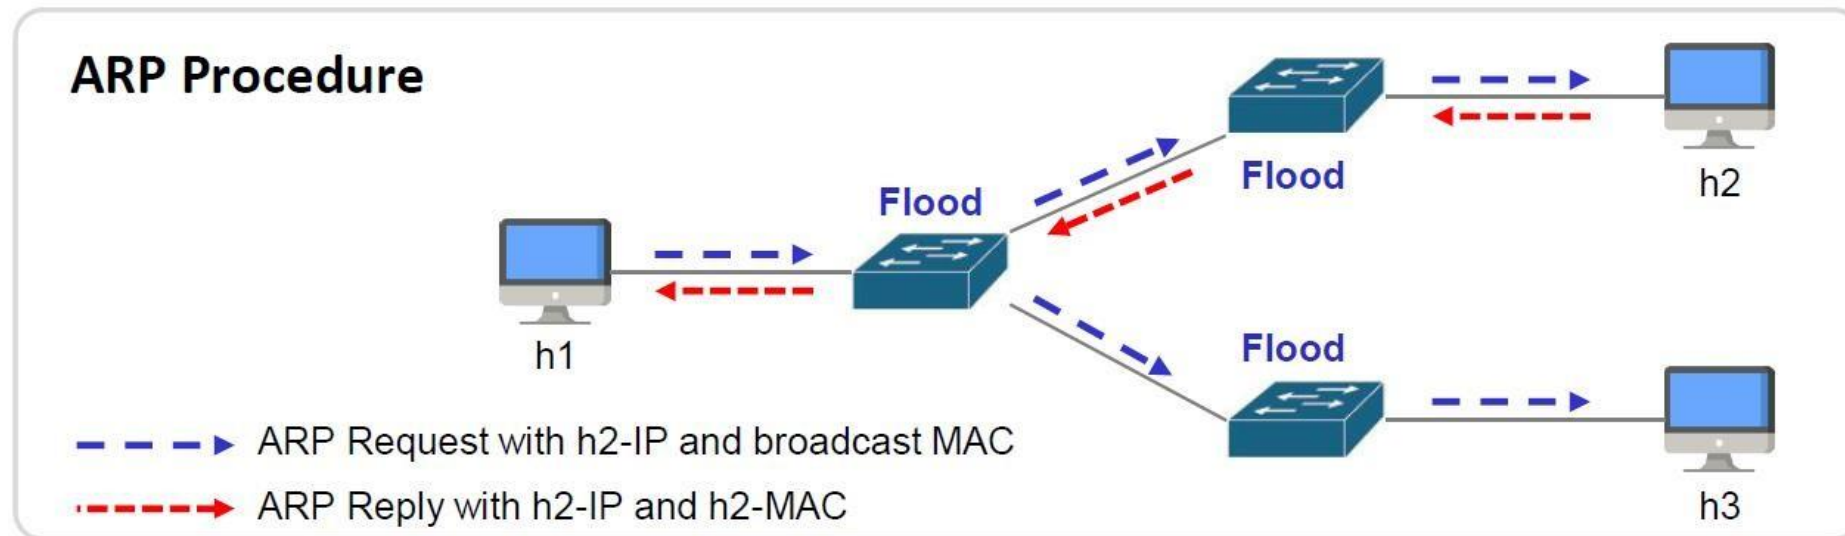 ARP Procedure
Flood
Flood
h2
h1
Flood
h3
ARP Request with h2-IP and broadcast MAC
ARP Reply with h2-IP and h2-MAC